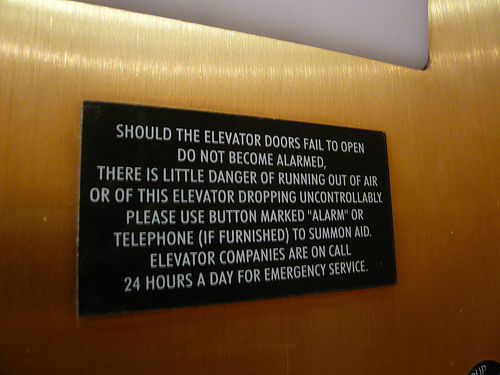 SHOULD THE ELEVATOR DOORS FAIL TO OPEN
DO NOT BECOME ALARMED,
THERE IS LITTLE DANGER OF RUNNING OUT OF AIR
OR OF THIS ELEVATOR DROPPING UNCONTROLLABLY.
PLEASE USE BUTTON MARKED "ALARM" OR
TELEPHONE (IF FURNISHED) TO SUMMON AID.
ELEVATOR COMPANIES ARE ON CALL
24 HOURS A DAY FOR EMERGENCY SERVICE.